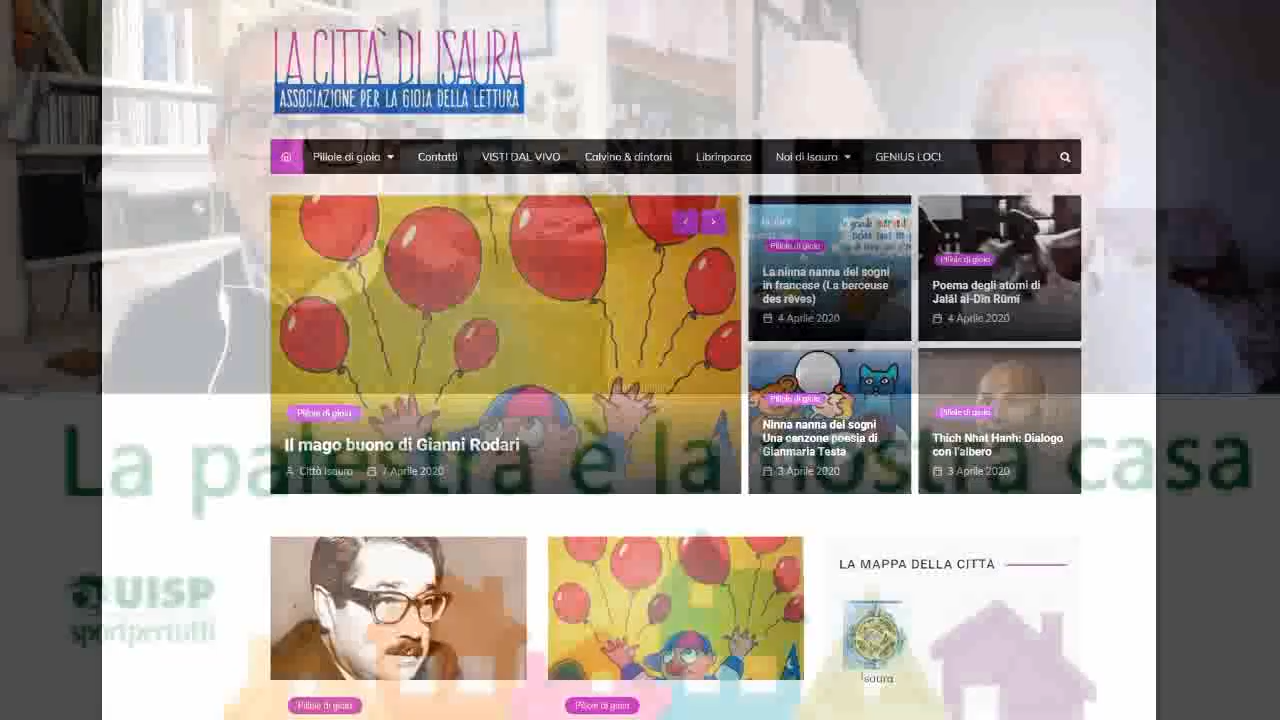 LA CITTÀ DI ISAURA
ASSOCIAZIONE PER LA GIOIA DELLA LETTURA
Pillole di gioia
Contatti
VISTI DAL VIVO
Calvino & dintorni
Librinparco
Noi di Isaura
GENIUS LOCI
Pillole di gioia
Il mago buono di Gianni Rodari
Città Isaura
7 Aprile 2020
Pillole di gioia
La ninna nanna dei sogni
in francese (La berceuse
des rêves)
4 Aprile 2020
Pillole di gioia
Poema degli atomi di
Jalāl al-Dīn Rūmī
4 Aprile 2020
Pillole di gioia
Ninna nanna dei sogni
Una canzone poesia di
Gianmaria Testa
3 Aprile 2020
Pillole di gioia
Thich Nhat Hanh: Dialogo
con l'albero
3 Aprile 2020
La palestra è la nostra casa
UISP
sportpertutti
LA MAPPA DELLA CITTÀ
Isaura
Pillole di gioia
Pillole di gioia